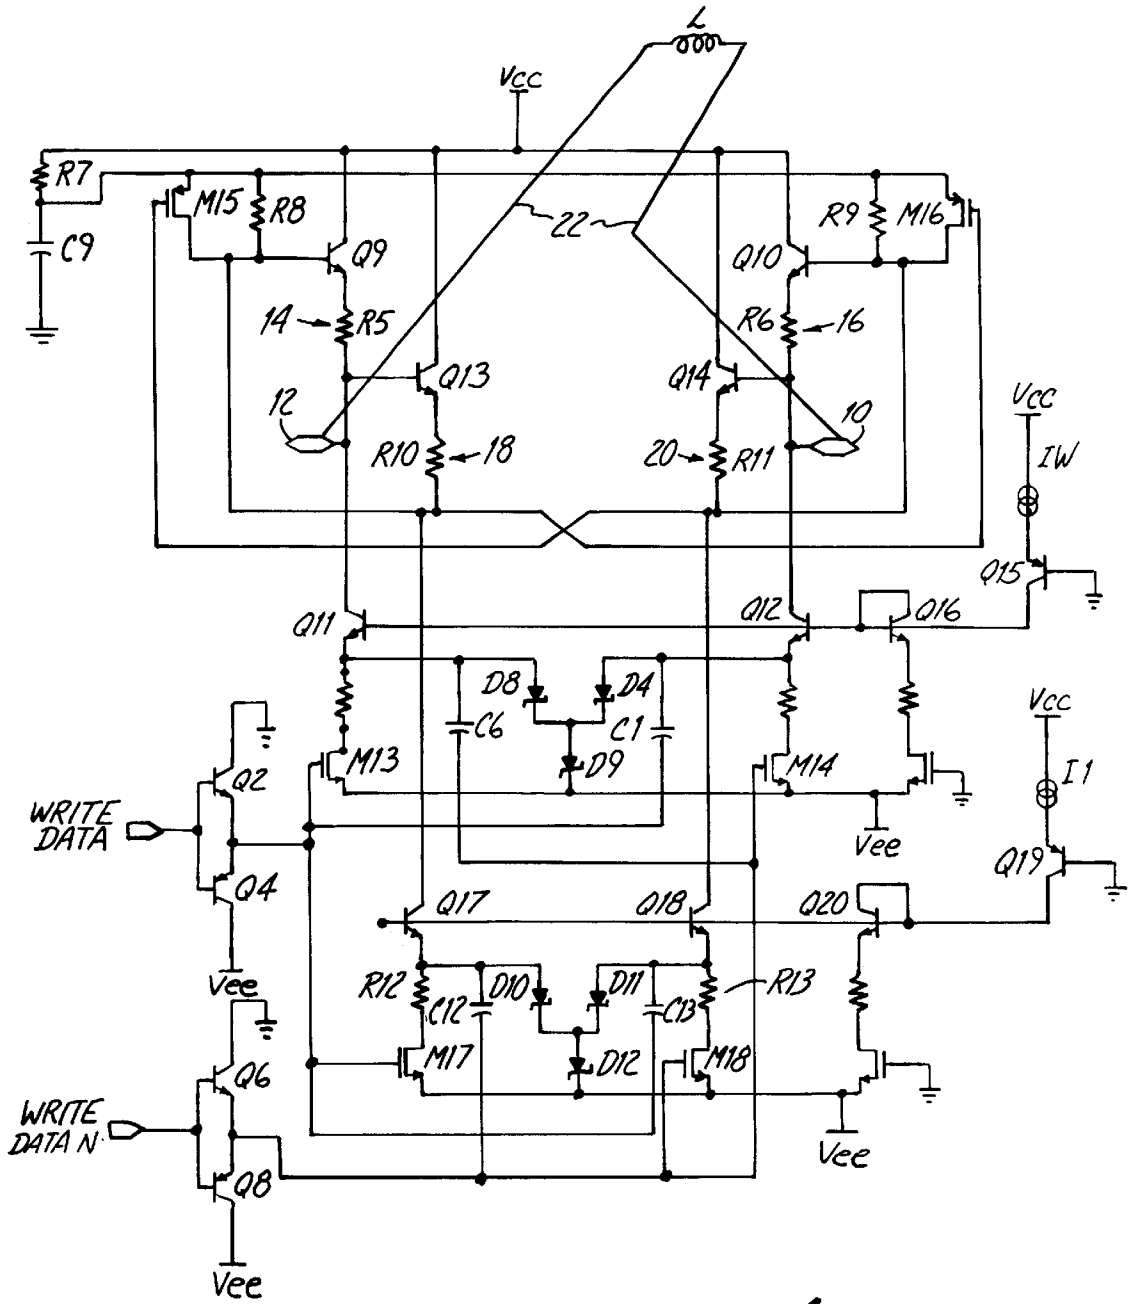 L
Vcc
R7
M15
R8
R9
M16
C9
Q9
22
Q10
14
R5
R6
16
Q13
Q14
12
10
Vcc
R10
18
20
R11
IW
Q15
Q11
Q12
Q16
D8
D4
C6
C1
Vcc
Q2
M13
D9
M14
I1
WRITE
DATA
Vee
Q19
Q4
Q17
Q18
Q20
Vee
R12
D10
D11
R13
C12
C13
Q6
M17
D12
M18
WRITE
DATA N
Vee
Q8
Vee